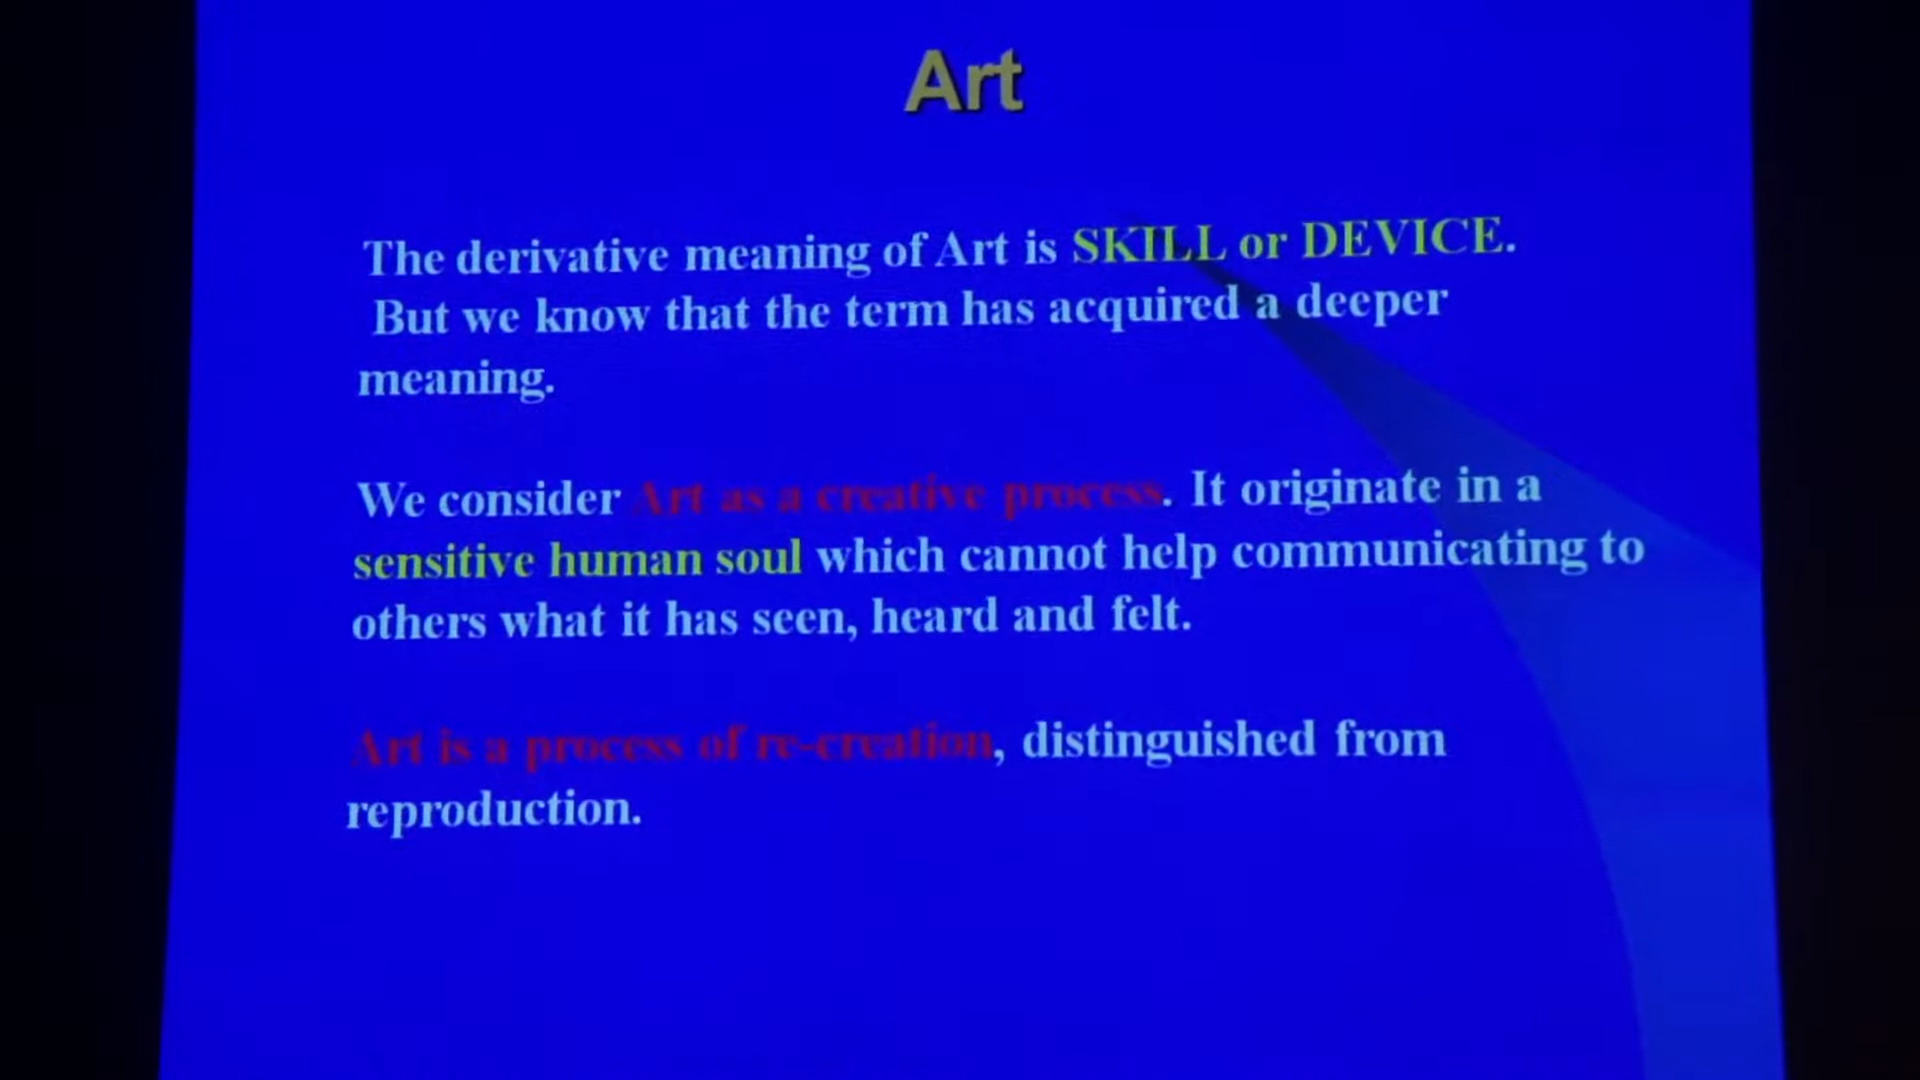 Art
The derivative meaning of Art is SKILL or DEVICE.
But we know that the term has acquired a deeper
meaning.
We consider Art as a creative process. It originate in a
sensitive human soul which cannot help communicating to
others what it has seen, heard and felt.
Art is a process of re-creation, distinguished from
reproduction.